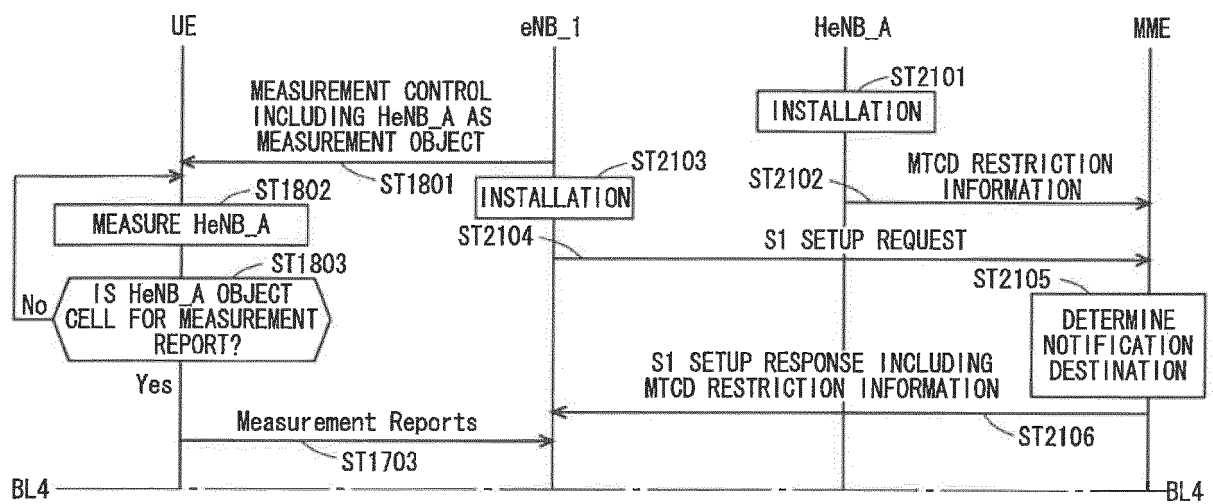 UE
eNB_1
HeNB_A
MME
ST2101
INSTALLATION
MEASUREMENT CONTROL
INCLUDING HeNB_A AS
MEASUREMENT OBJECT
ST1801
ST2103
INSTALLATION
ST2102
MTCD RESTRICTION
INFORMATION
ST1802
MEASURE HeNB_A
ST2104
S1 SETUP REQUEST
ST1803
IS HeNB_A OBJECT
CELL FOR MEASUREMENT
REPORT?
No
Yes
ST2105
DETERMINE
NOTIFICATION
DESTINATION
S1 SETUP RESPONSE INCLUDING
MTCD RESTRICTION INFORMATION
ST2106
Measurement Reports
ST1703
BL4
BL4